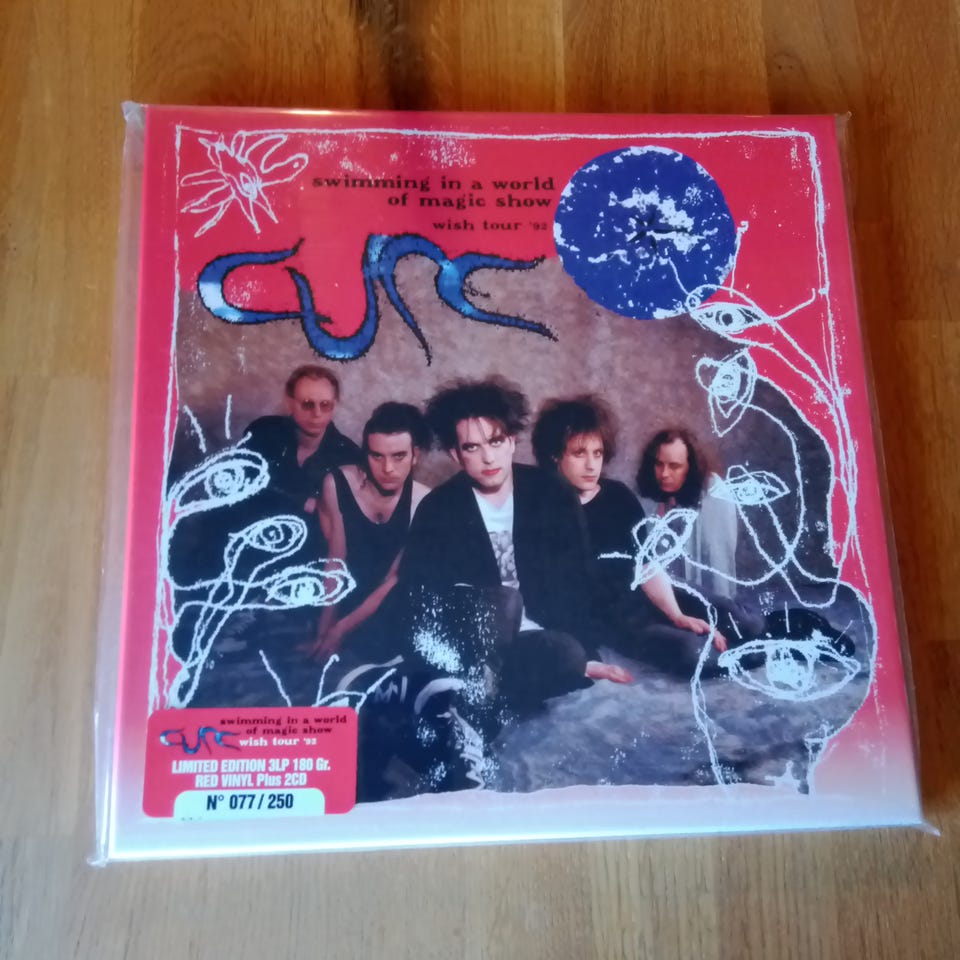 swimming in a world
of magic show
wish tour '92
CURE
swimming in a world
of magic show
CURE wish tour '92
LIMITED EDITION 3LP 180 Gr.
RED VINYL Plus 2CD
N° 077 / 250